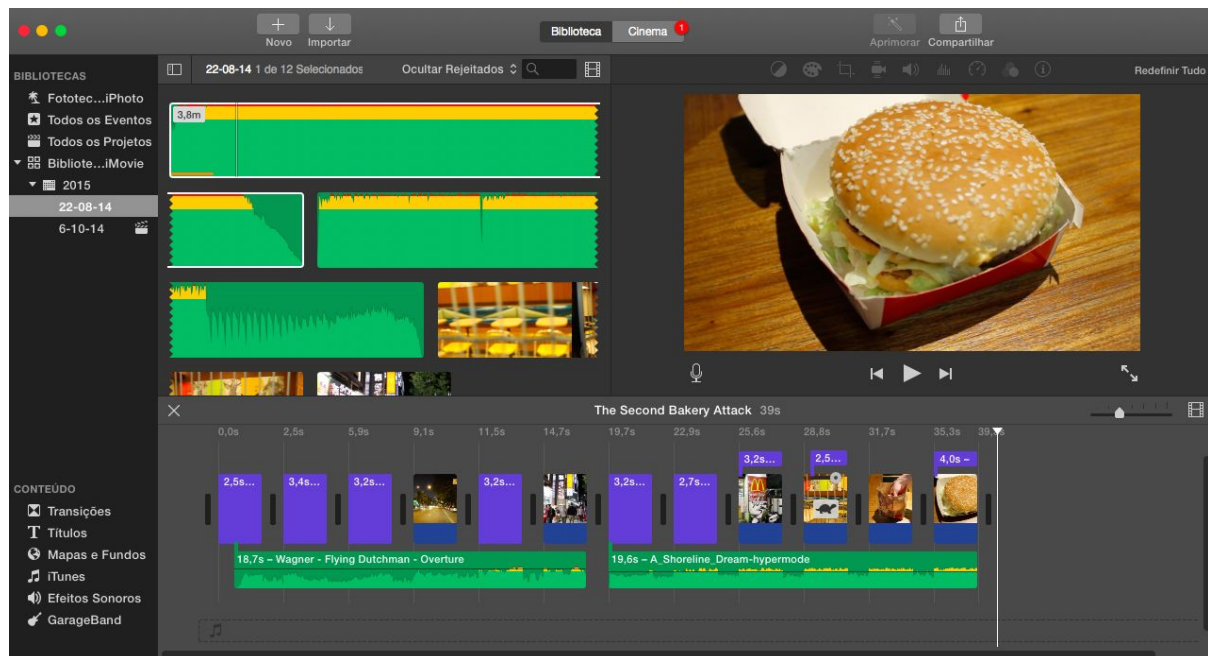 Novo Importar Biblioteca Cinema 1 Aprimorar Compartilhar
BIBLIOTECAS
Fototec...iPhoto
Todos os Eventos
Todos os Projetos
Bibliote...iMovie
2015
22-08-14
6-10-14
22-08-14 1 de 12 Selecionados Ocultar Rejeitados
Redefinir Tudo
3,8m
The Second Bakery Attack 39s
0,0s 2,5s 5,9s 9,1s 11,5s 14,7s 19,7s 22,9s 25,6s 28,8s 31,7s 35,3s
3,2s... 2,5... 4,0s –
2,5s... 3,4s... 3,2s... 3,2s... 3,2s... 2,7s...
18,7s – Wagner - Flying Dutchman - Overture
19,6s – A_Shoreline_Dream-hypermode
CONTEÚDO
Transições
Títulos
Mapas e Fundos
iTunes
Efeitos Sonoros
GarageBand